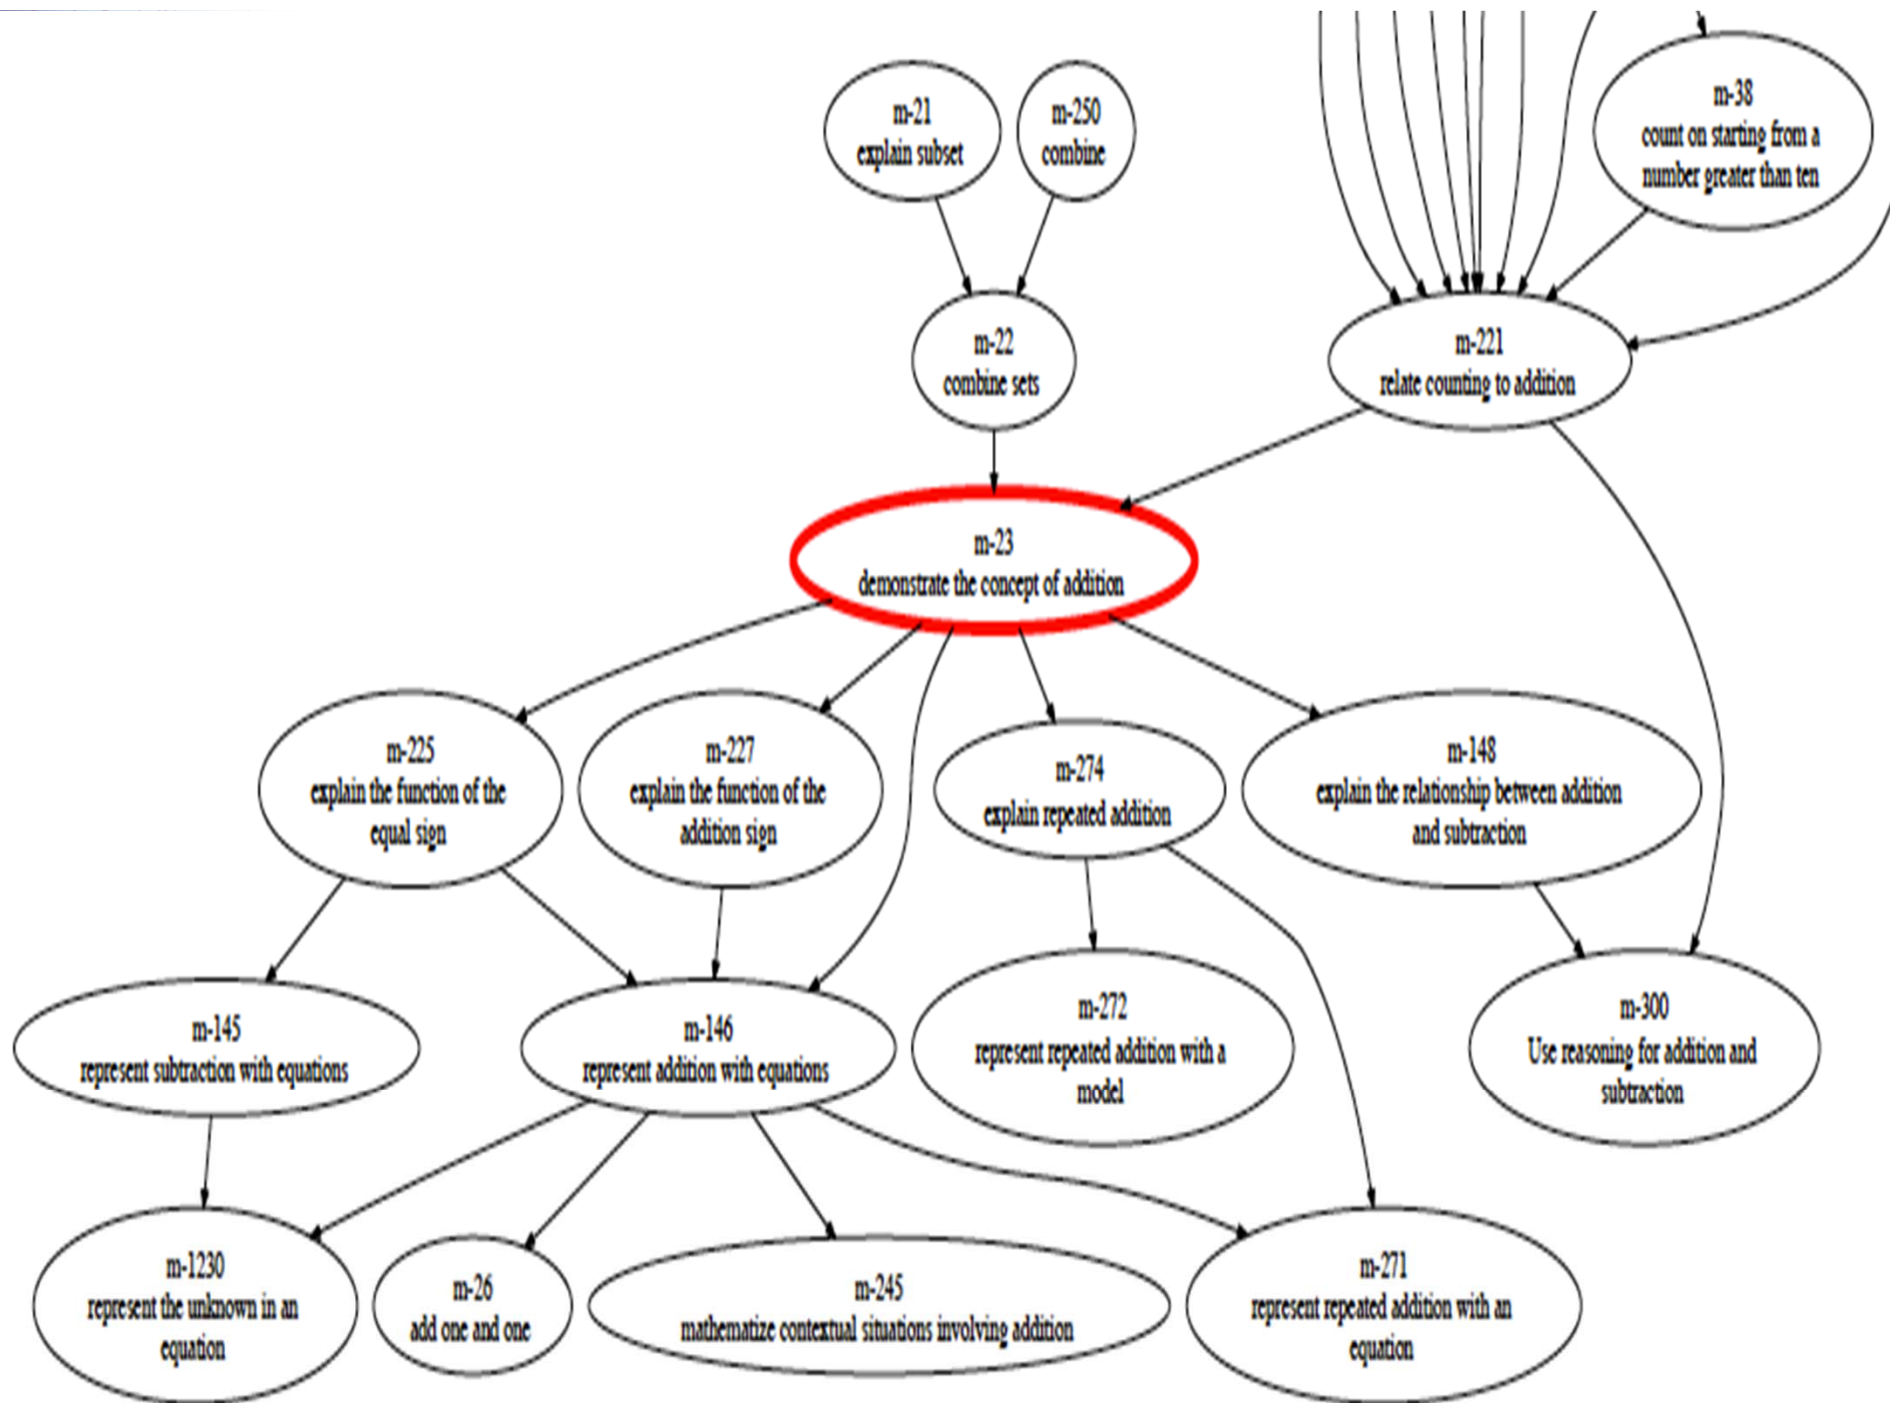 m-21
explain subset
m-250
combine
m-38
count on starting from a
number greater than ten
m-22
combine sets
m-221
relate counting to addition
m-23
demonstrate the concept of addition
m-225
explain the function of the
equal sign
m-227
explain the function of the
addition sign
m-274
explain repeated addition
m-148
explain the relationship between addition
and subtraction
m-145
represent subtraction with equations
m-146
represent addition with equations
m-272
represent repeated addition with a
model
m-300
Use reasoning for addition and
subtraction
m-1230
represent the unknown in an
equation
m-26
add one and one
m-245
mathematize contextual situations involving addition
m-271
represent repeated addition with an
equation